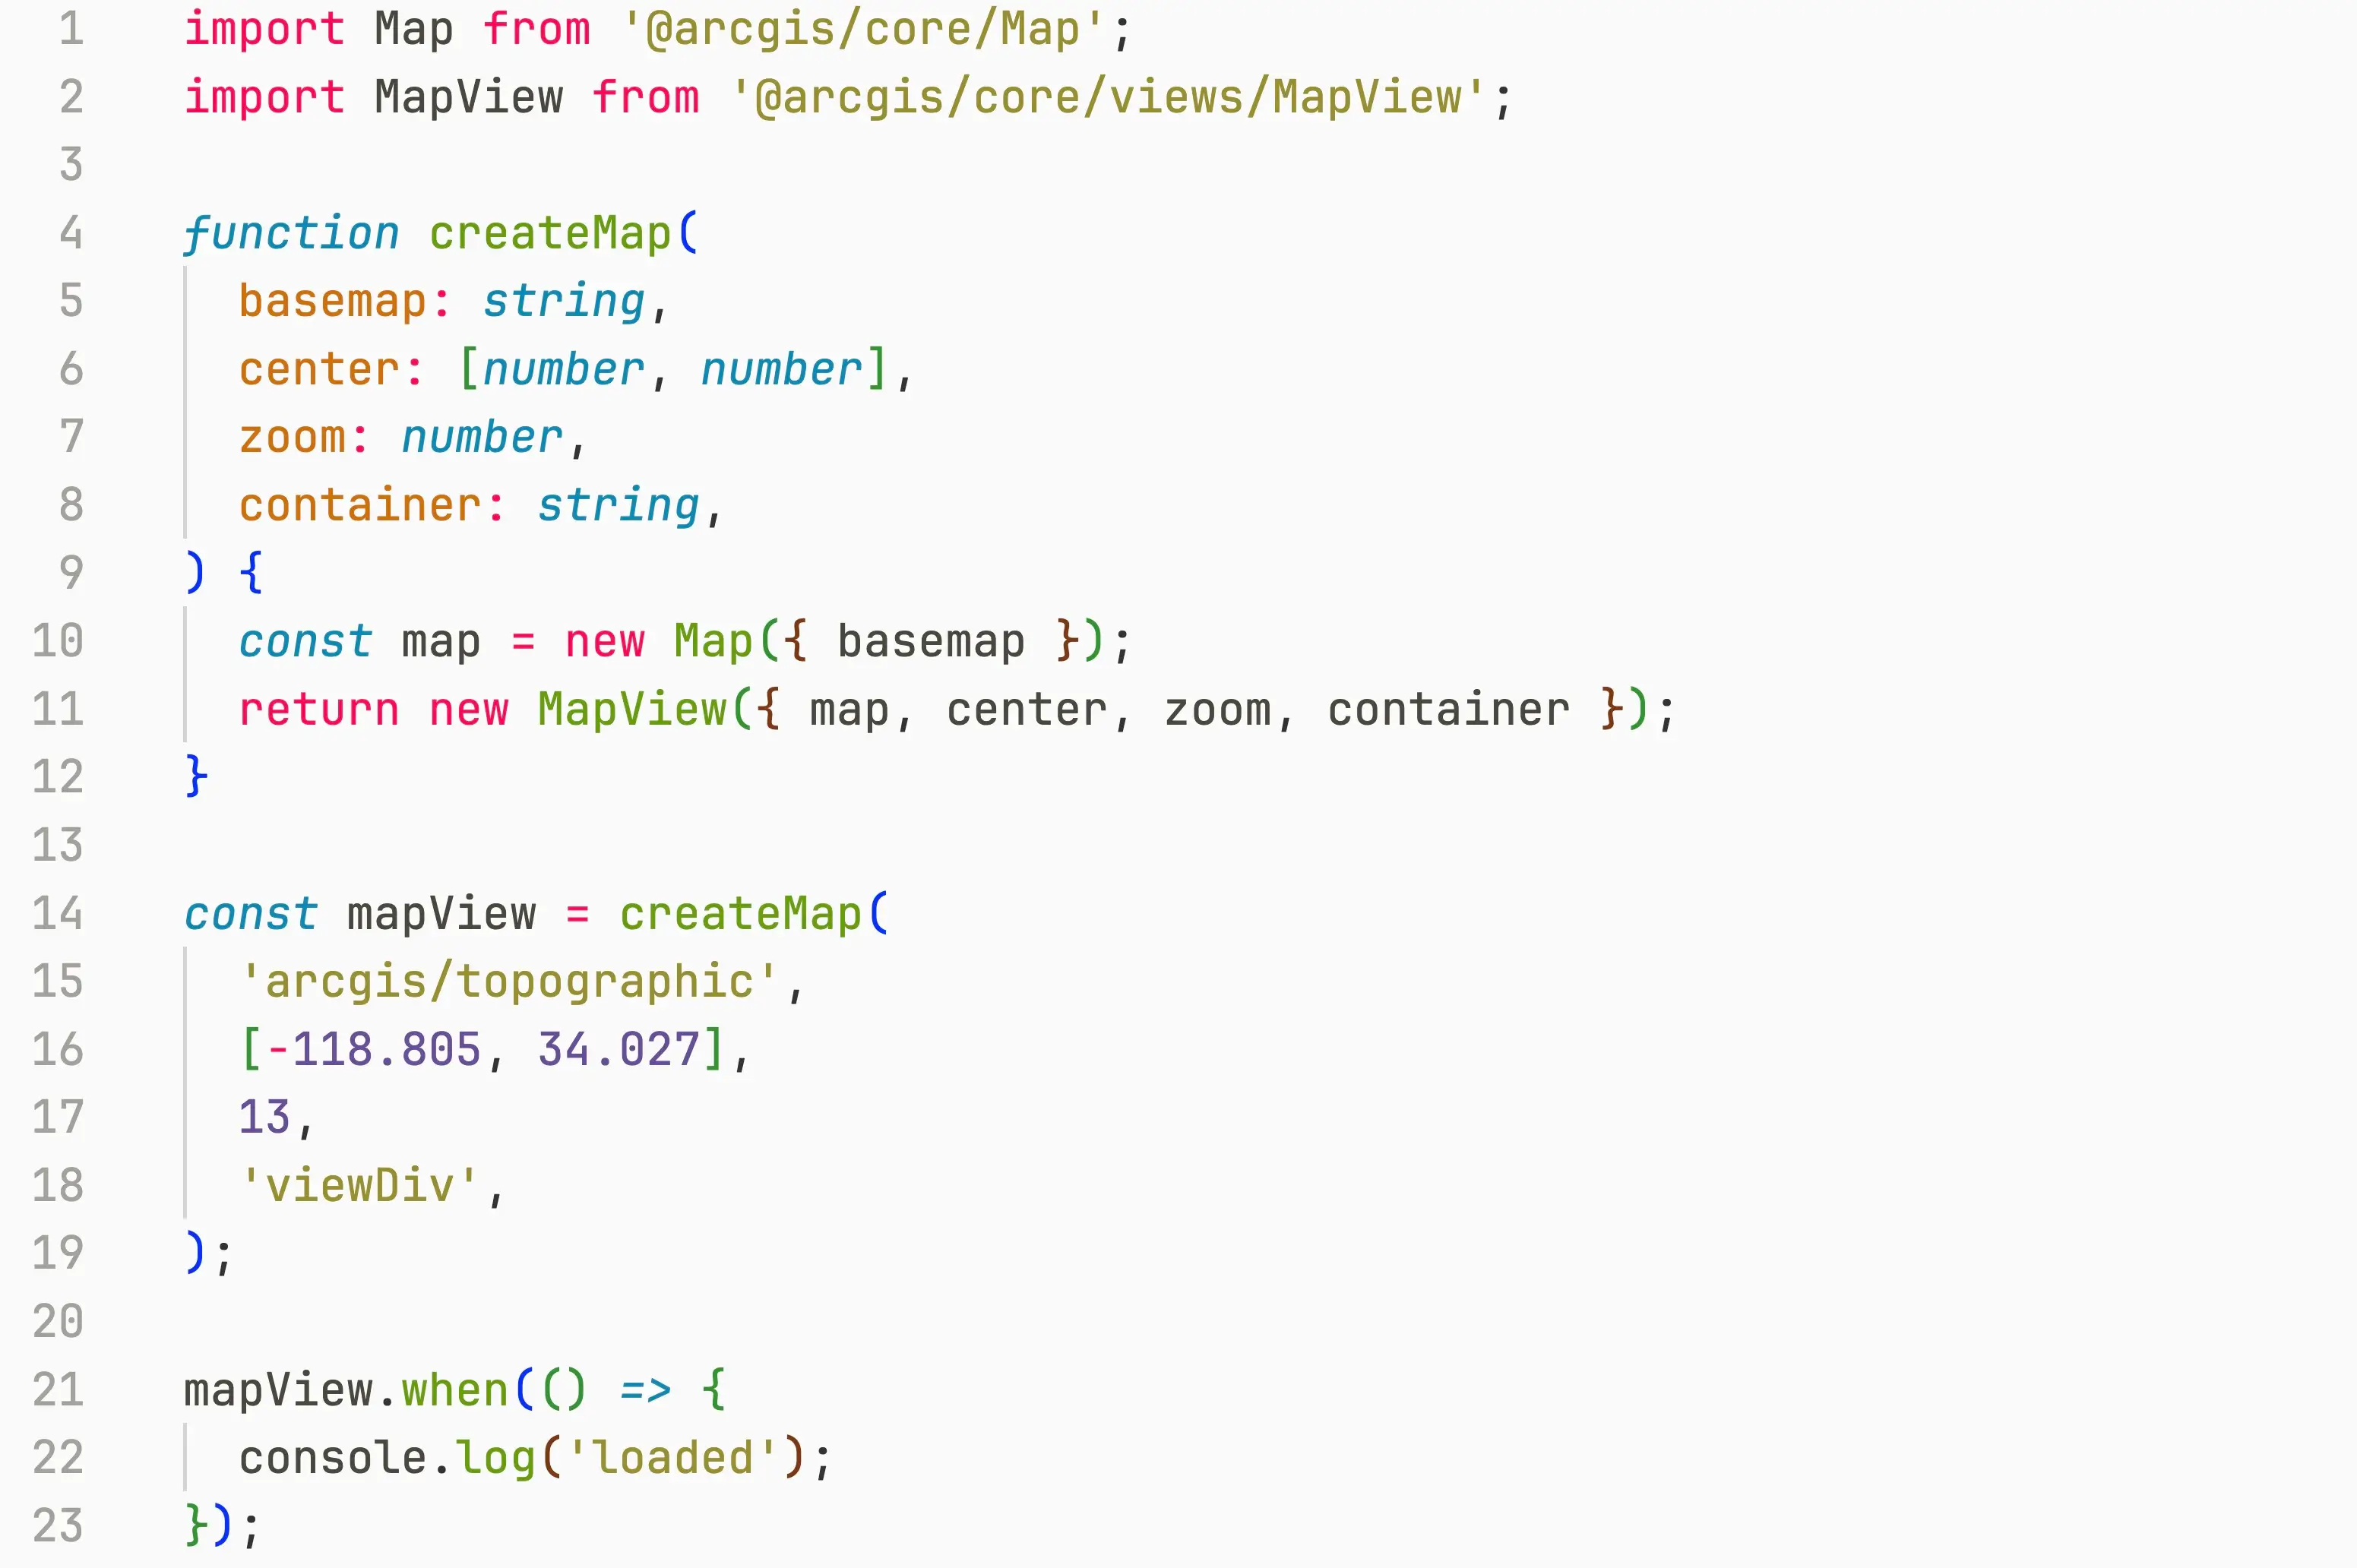 1 import Map from '@arcgis/core/Map';
2 import MapView from '@arcgis/core/views/MapView';
3
4 function createMap(
5   basemap: string,
6   center: [number, number],
7   zoom: number,
8   container: string,
9 ) {
10   const map = new Map({ basemap });
11   return new MapView({ map, center, zoom, container });
12 }
13
14 const mapView = createMap(
15   'arcgis/topographic',
16   [-118.805, 34.027],
17   13,
18   'viewDiv',
19 );
20
21 mapView.when(() => {
22   console.log('loaded');
23 });